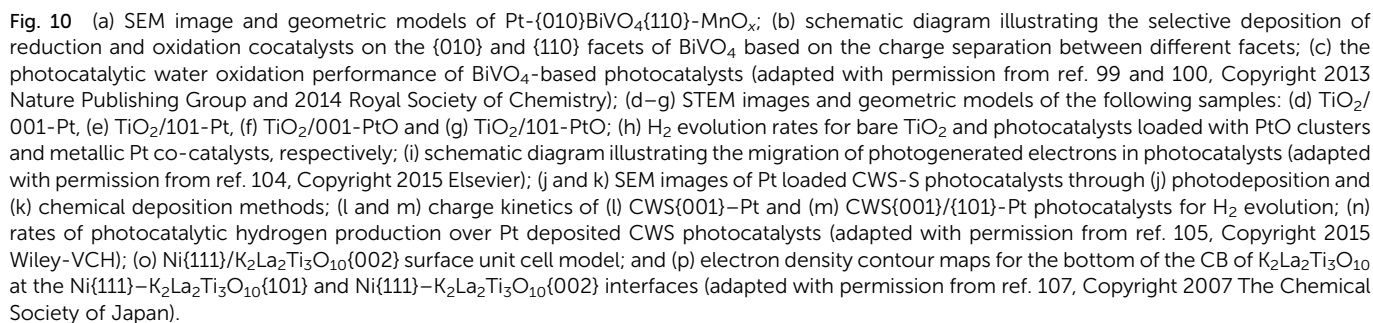 Fig. 10 (a) SEM image and geometric models of Pt-{010}BiVO₄{110}-MnOₓ; (b) schematic diagram illustrating the selective deposition of
reduction and oxidation cocatalysts on the {010} and {110} facets of BiVO₄ based on the charge separation between different facets; (c) the
photocatalytic water oxidation performance of BiVO₄-based photocatalysts (adapted with permission from ref. 99 and 100, Copyright 2013
Nature Publishing Group and 2014 Royal Society of Chemistry); (d–g) STEM images and geometric models of the following samples: (d) TiO₂/
001-Pt, (e) TiO₂/101-Pt, (f) TiO₂/001-PtO and (g) TiO₂/101-PtO; (h) H₂ evolution rates for bare TiO₂ and photocatalysts loaded with PtO clusters
and metallic Pt co-catalysts, respectively; (i) schematic diagram illustrating the migration of photogenerated electrons in photocatalysts (adapted
with permission from ref. 104, Copyright 2015 Elsevier); (j and k) SEM images of Pt loaded CWS-S photocatalysts through (j) photodeposition and
(k) chemical deposition methods; (l and m) charge kinetics of (l) CWS{001}–Pt and (m) CWS{001}/{101}-Pt photocatalysts for H₂ evolution; (n)
rates of photocatalytic hydrogen production over Pt deposited CWS photocatalysts (adapted with permission from ref. 105, Copyright 2015
Wiley-VCH); (o) Ni{111}/K₂La₂Ti₃O₁₀{002} surface unit cell model; and (p) electron density contour maps for the bottom of the CB of K₂La₂Ti₃O₁₀
at the Ni{111}–K₂La₂Ti₃O₁₀{101} and Ni{111}–K₂La₂Ti₃O₁₀{002} interfaces (adapted with permission from ref. 107, Copyright 2007 The Chemical
Society of Japan).